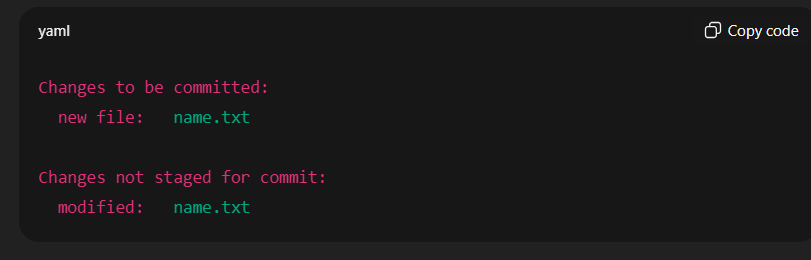 yaml
Copy code
Changes to be committed:
new file:   name.txt
Changes not staged for commit:
modified:   name.txt